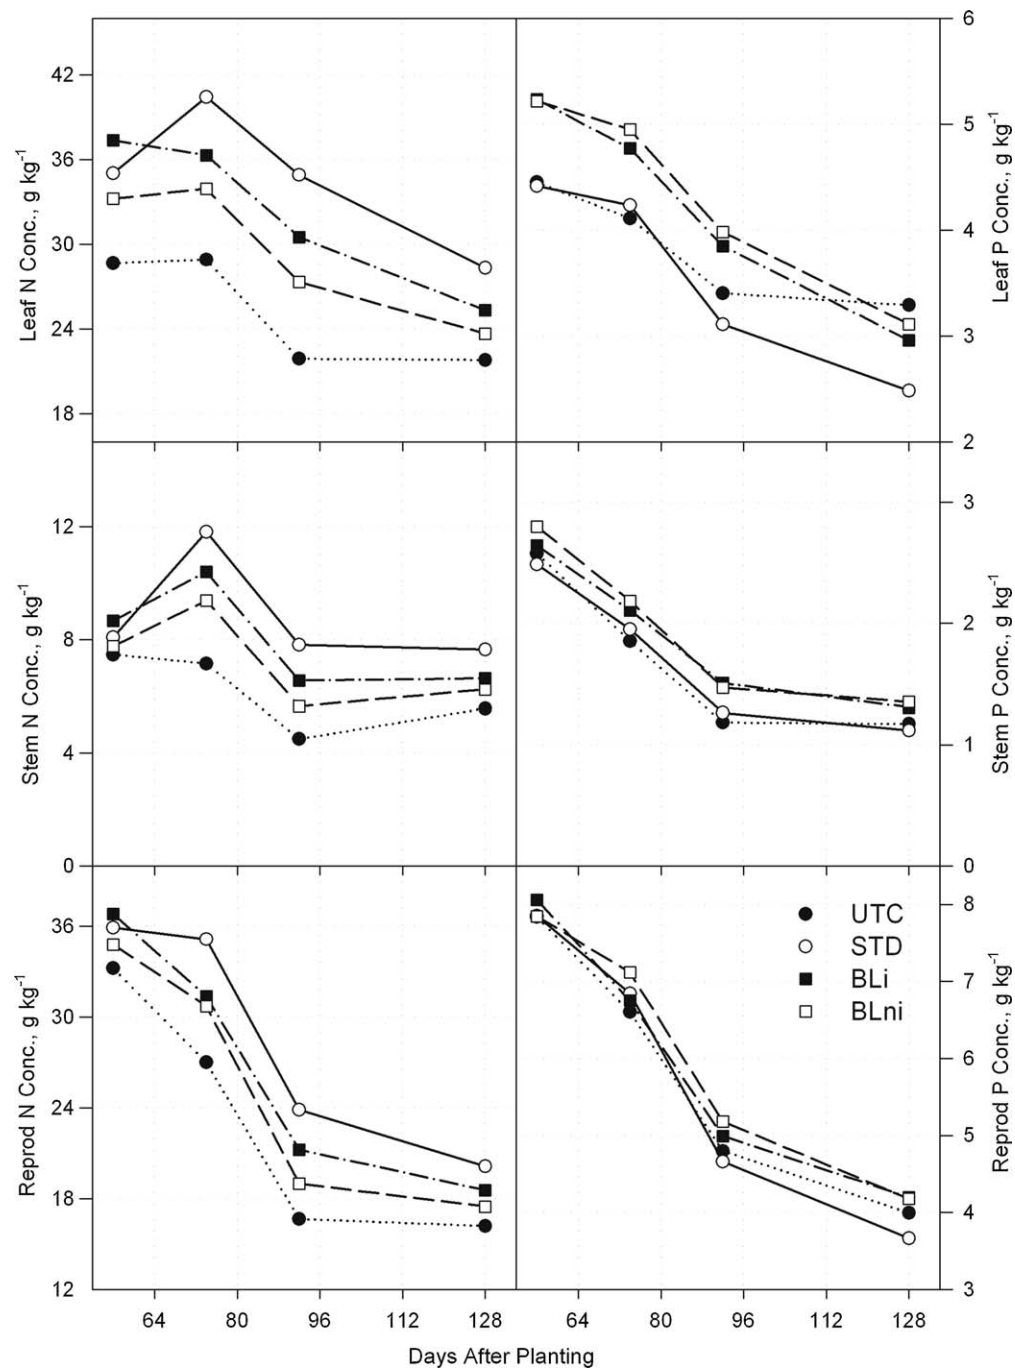 42
36
30
24
18
Leaf N Conc., g kg⁻¹
6
5
4
3
2
Leaf P Conc., g kg⁻¹
12
8
4
0
Stem N Conc., g kg⁻¹
3
2
1
0
Stem P Conc., g kg⁻¹
36
30
24
18
12
Reprod N Conc., g kg⁻¹
UTC
STD
BLi
BLni
8
7
6
5
4
3
Reprod P Conc., g kg⁻¹
64 80 96 112 128 64 80 96 112 128
Days After Planting